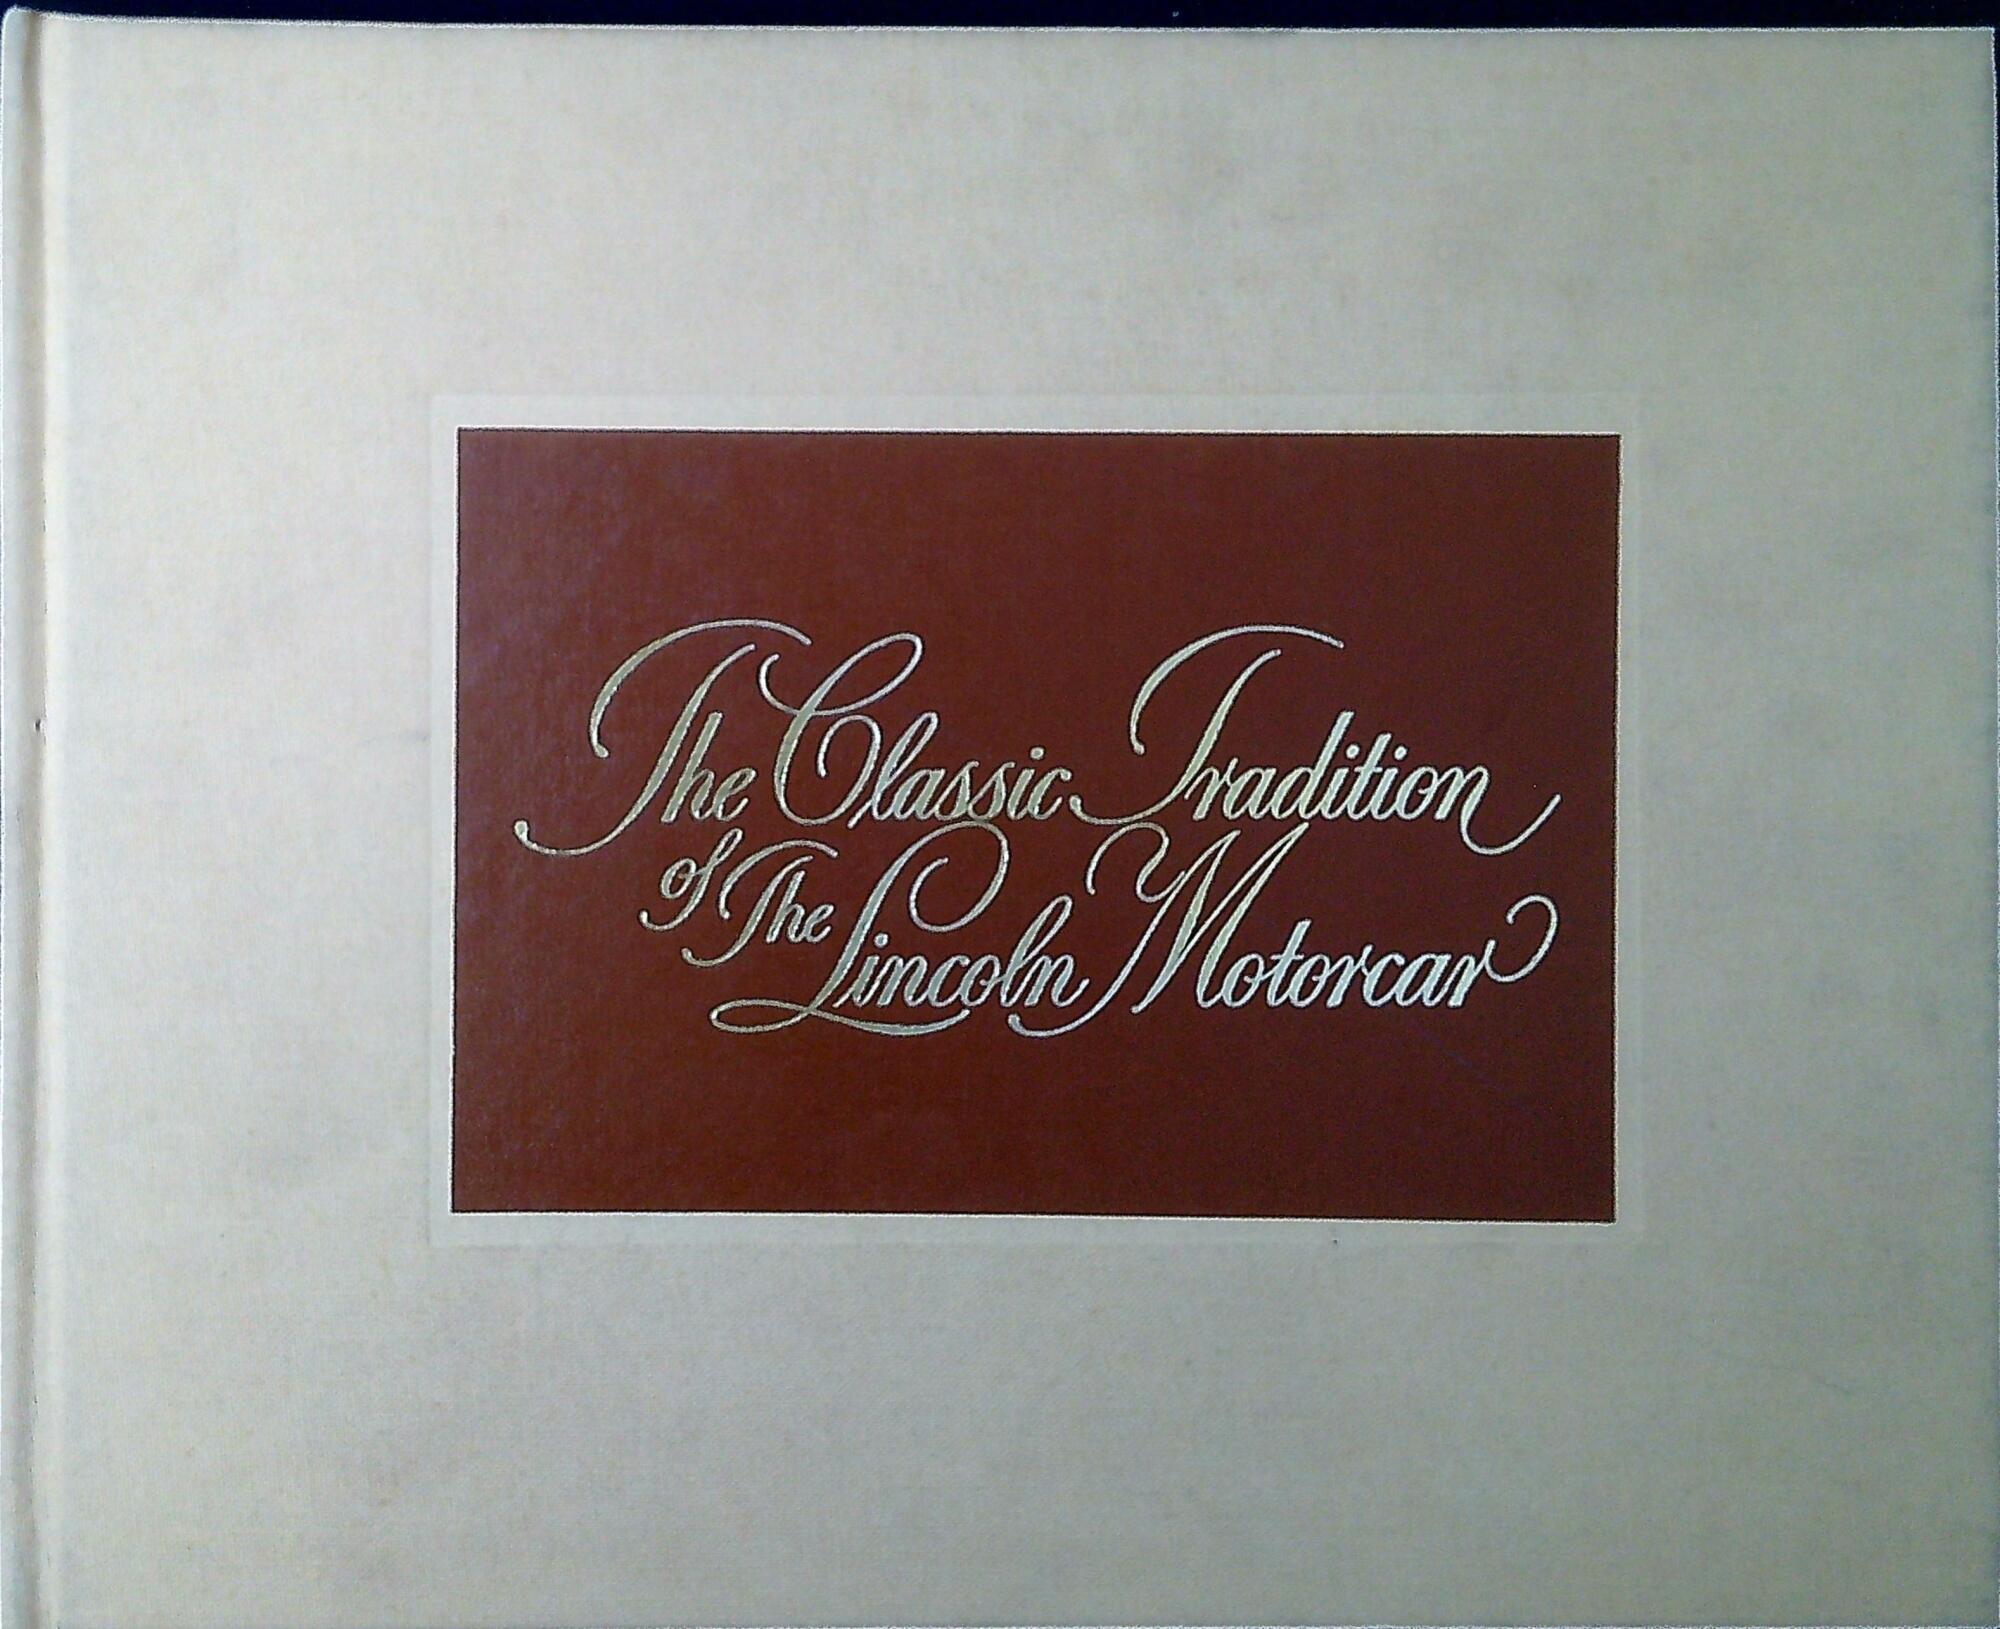 The Classic Tradition
of The Lincoln Motorcar